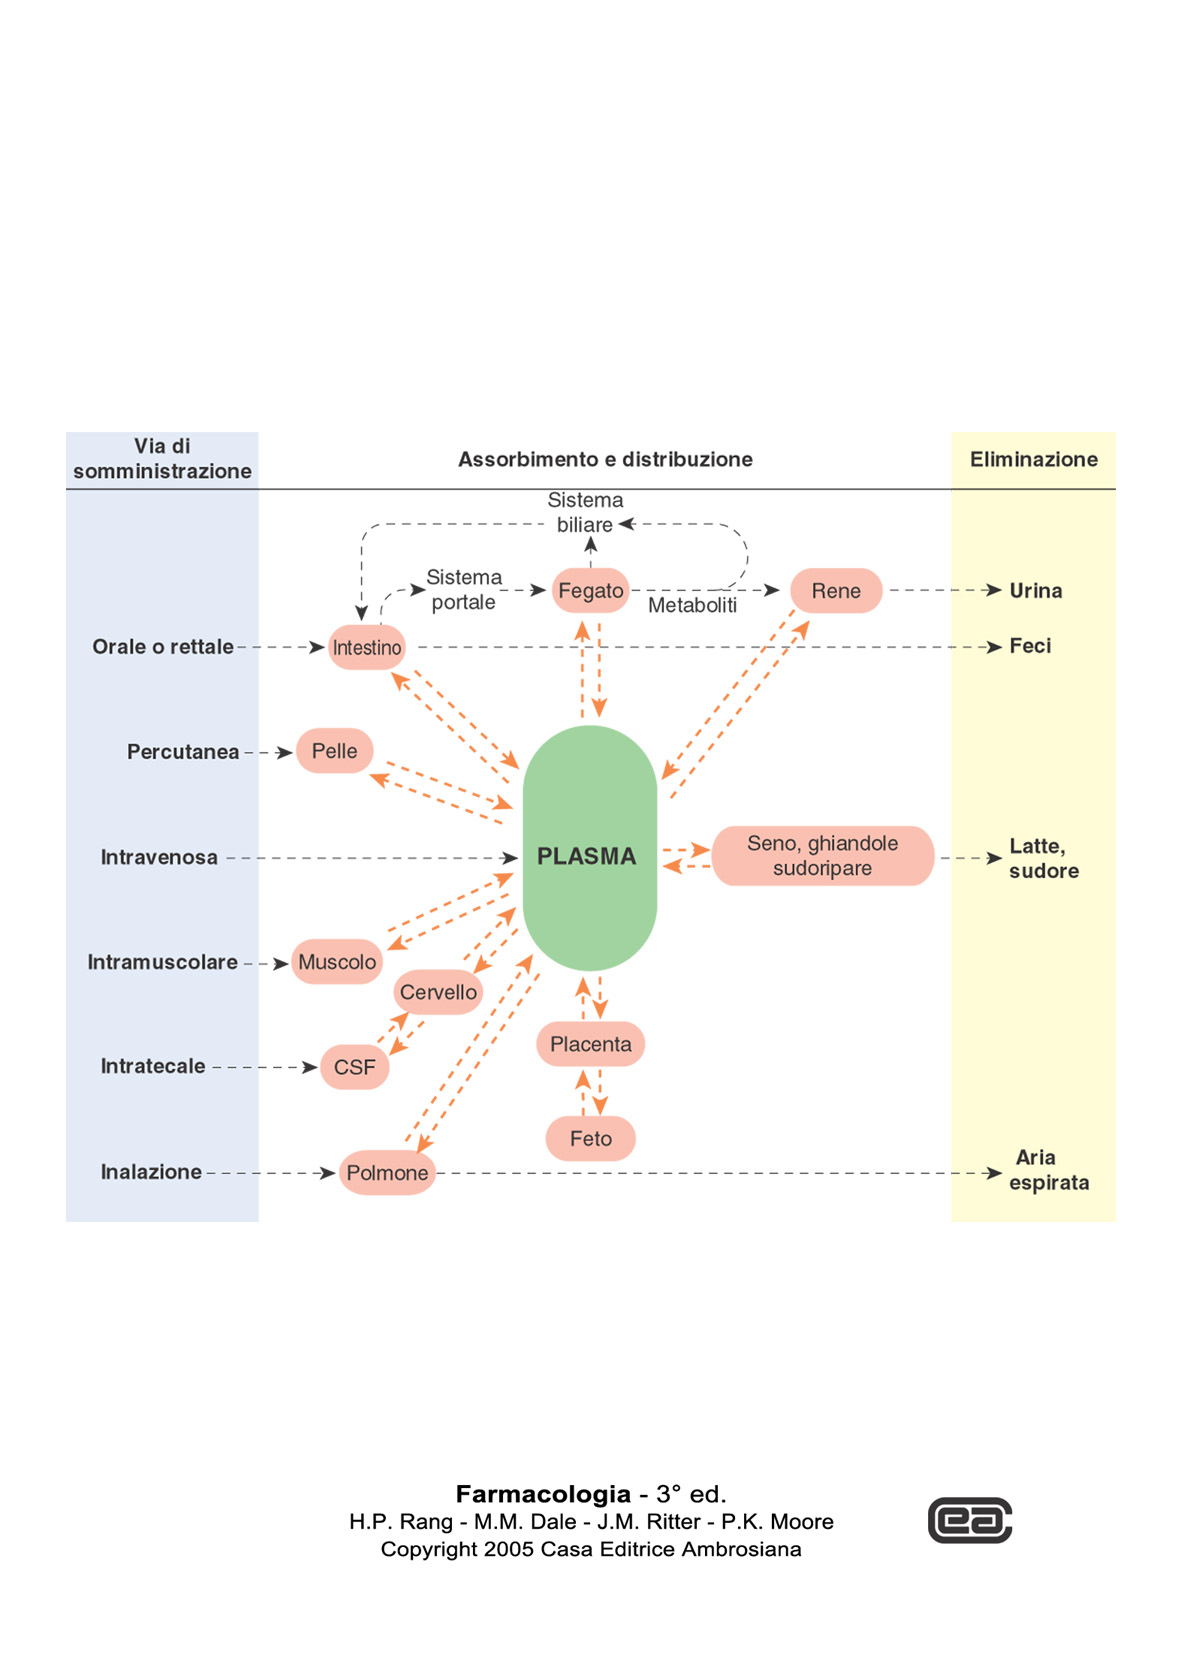 Via di
somministrazione
Assorbimento e distribuzione
Eliminazione
Sistema
biliare
Sistema
portale
Fegato
Metaboliti
Rene
Urina
Orale o rettale
Intestino
Feci
Percutanea
Pelle
Intravenosa
PLASMA
Seno, ghiandole
sudoripare
Latte,
sudore
Intramuscolare
Muscolo
Cervello
Placenta
Intratecale
CSF
Feto
Inalazione
Polmone
Aria
espirata
Farmacologia - 3° ed.
H.P. Rang - M.M. Dale - J.M. Ritter - P.K. Moore
Copyright 2005 Casa Editrice Ambrosiana
ea